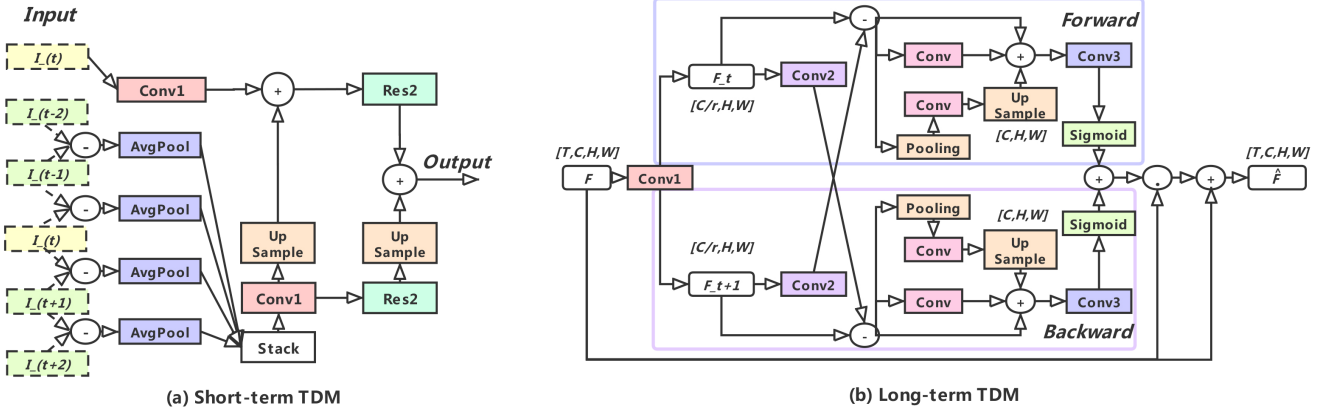 Input
I_(t)
Conv1
+
Res2
I_(t-2)
-
AvgPool
I_(t-1)
Output
+
-
AvgPool
I_(t)
Up
Sample
Up
Sample
-
AvgPool
I_(t+1)
Conv1
Res2
-
AvgPool
Stack
I_(t+2)
(a) Short-term TDM
Forward
-
F_t
Conv2
Conv
+
Conv3
[C/r,H,W]
Conv
Up
Sample
[C,H,W]
Pooling
Sigmoid
[T,C,H,W]
F
Conv1
+
.
+
[T,C,H,W]
F̂
Pooling
[C,H,W]
Sigmoid
Conv
Up
Sample
[C/r,H,W]
F_t+1
Conv2
Conv
+
Conv3
-
Backward
(b) Long-term TDM